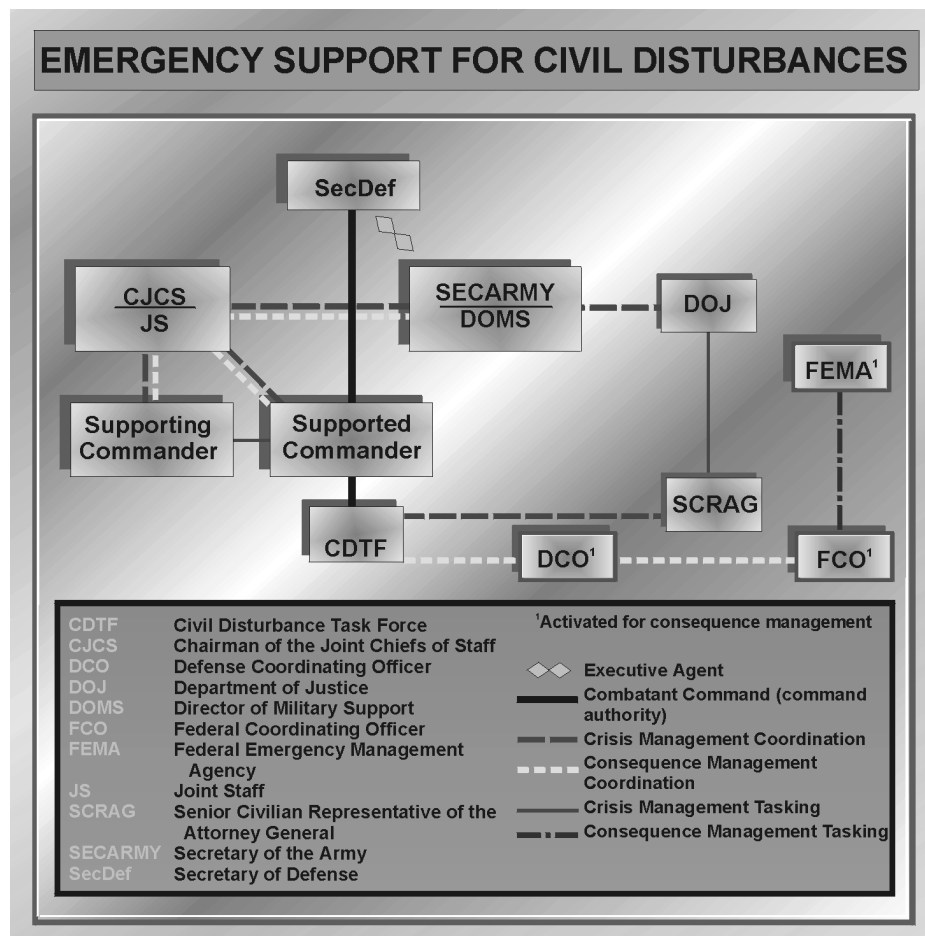 EMERGENCY SUPPORT FOR CIVIL DISTURBANCES
SecDef
CJCS
JS
SECARMY
DOMS
DOJ
FEMA¹
Supporting
Commander
Supported
Commander
SCRAG
CDTF
DCO¹
FCO¹
CDTF Civil Disturbance Task Force
CJCS Chairman of the Joint Chiefs of Staff
DCO Defense Coordinating Officer
DOJ Department of Justice
DOMS Director of Military Support
FCO Federal Coordinating Officer
FEMA Federal Emergency Management
Agency
JS Joint Staff
SCRAG Senior Civilian Representative of the
Attorney General
SECARMY Secretary of the Army
SecDef Secretary of Defense
¹Activated for consequence management
Executive Agent
Combatant Command (command
authority)
Crisis Management Coordination
Consequence Management
Coordination
Crisis Management Tasking
Consequence Management Tasking